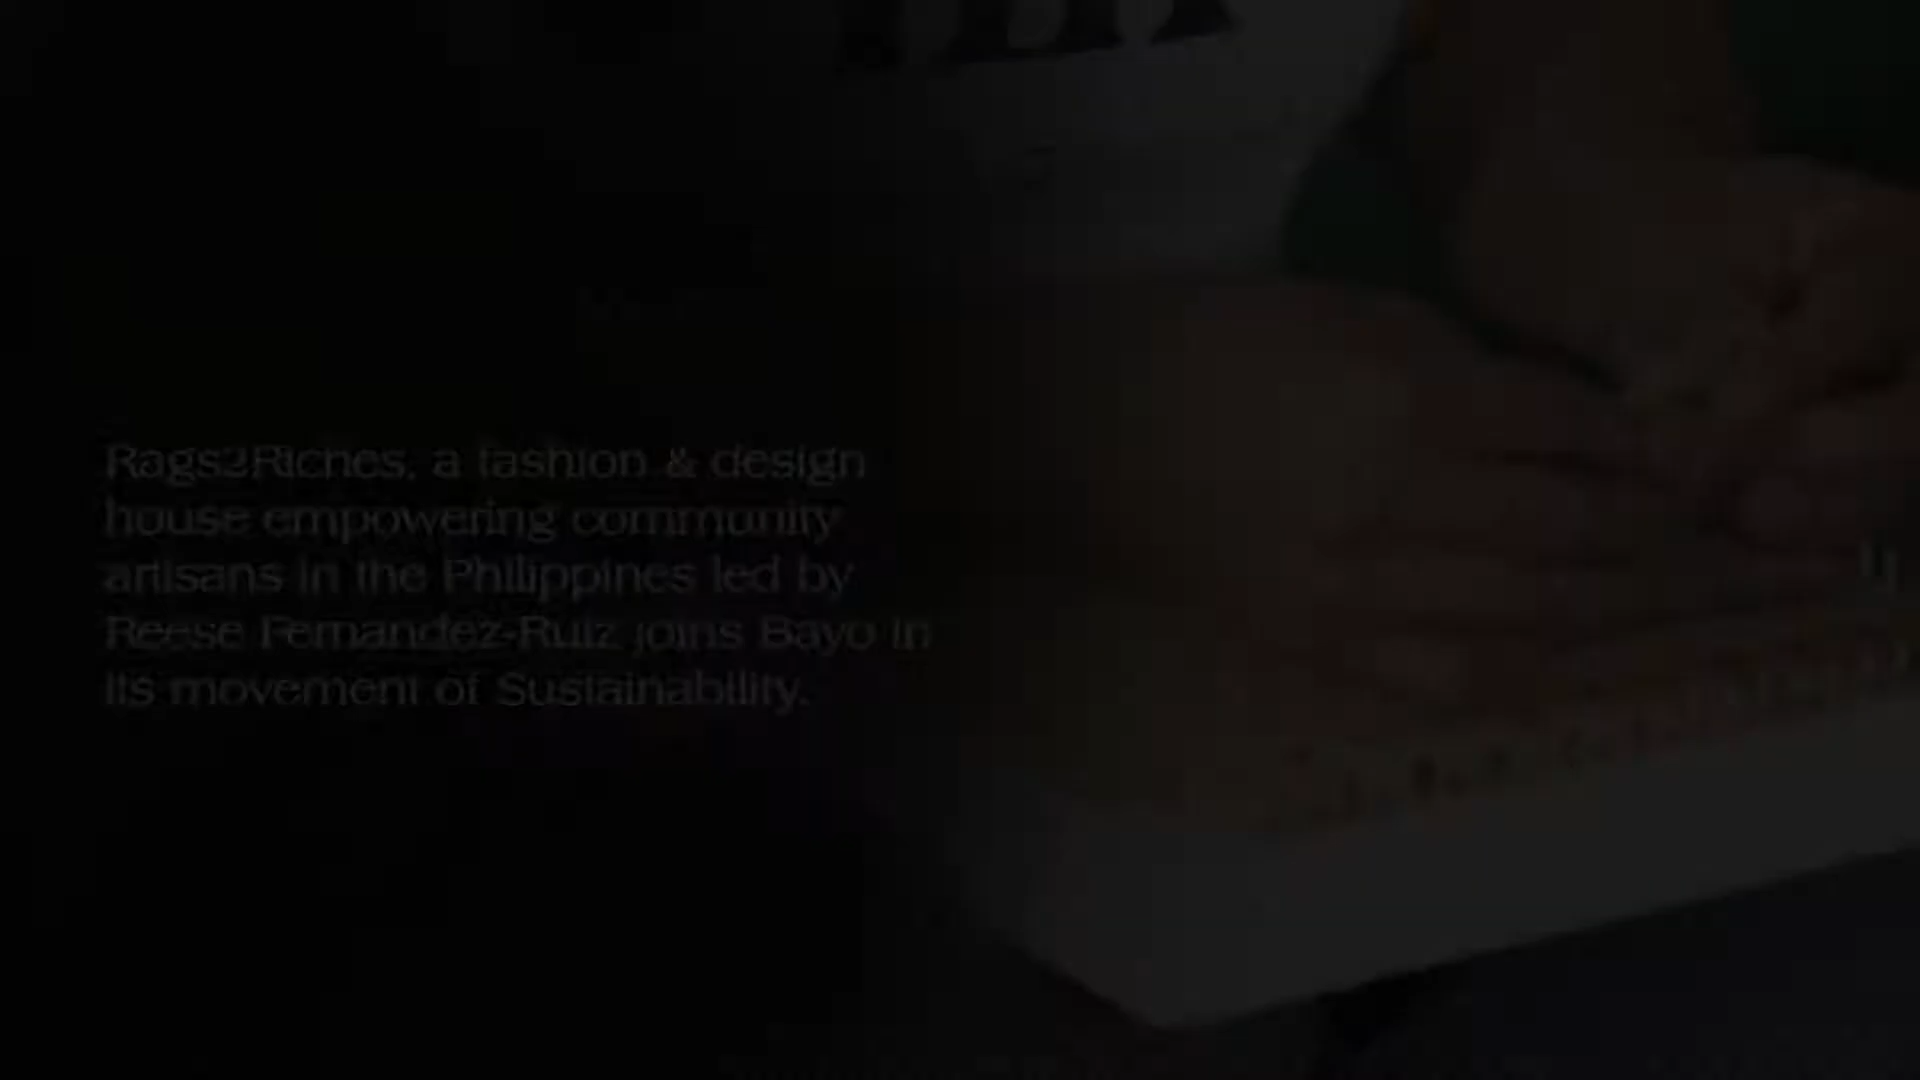 Rags2Riches, a fashion & design
house empowering community
artisans in the Philippines led by
Reese Fernandez-Ruiz joins Bayo in
its movement of Sustainability.